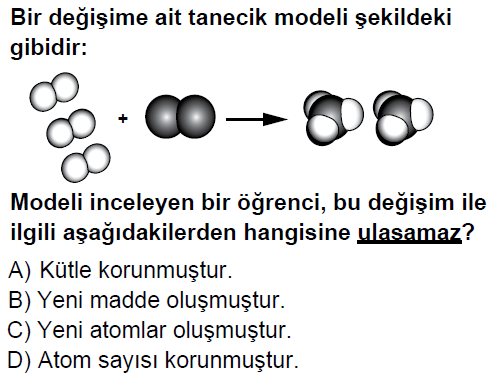 Bir değişime ait tanecik modeli şekildeki
gibidir:
+
Modeli inceleyen bir öğrenci, bu değişim ile
ilgili aşağıdakilerden hangisine ulaşamaz?
A) Kütle korunmuştur.
B) Yeni madde oluşmuştur.
C) Yeni atomlar oluşmuştur.
D) Atom sayısı korunmuştur.